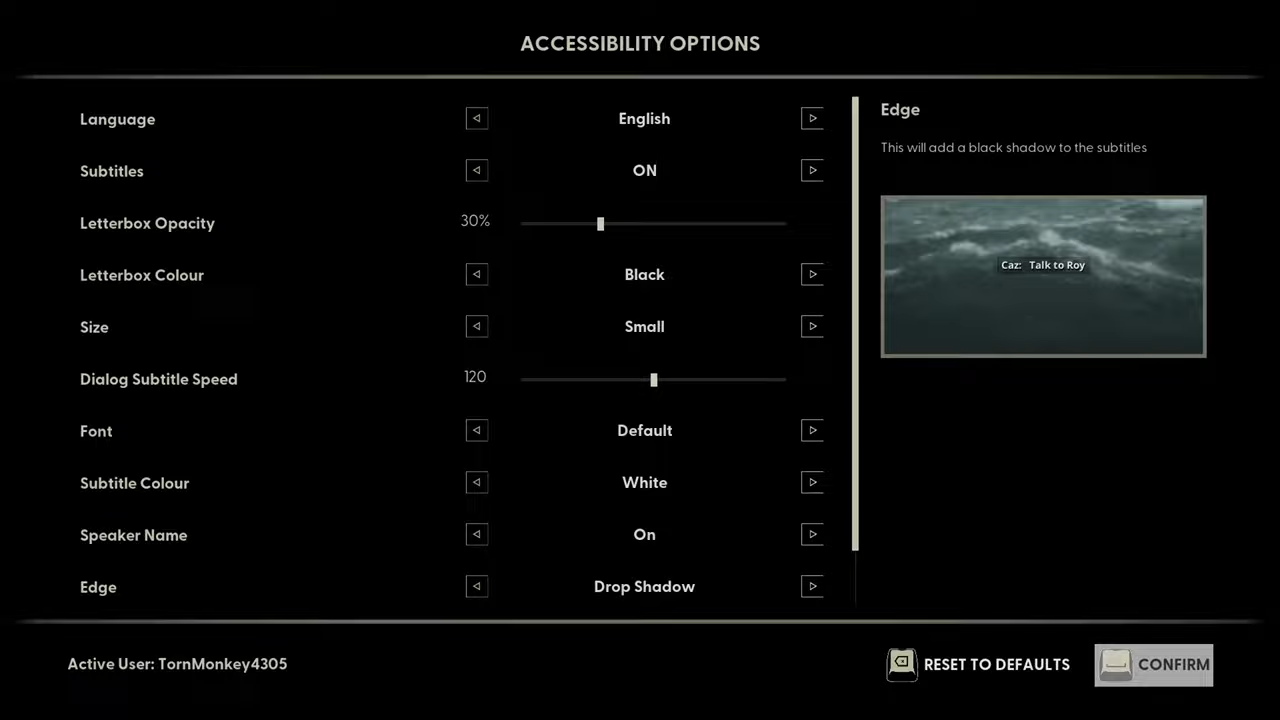 ACCESSIBILITY OPTIONS
Language English
Subtitles ON
Letterbox Opacity 30%
Letterbox Colour Black
Size Small
Dialog Subtitle Speed 120
Font Default
Subtitle Colour White
Speaker Name On
Edge Drop Shadow
Edge
This will add a black shadow to the subtitles
Caz: Talk to Roy
Active User: TornMonkey4305
RESET TO DEFAULTS
CONFIRM